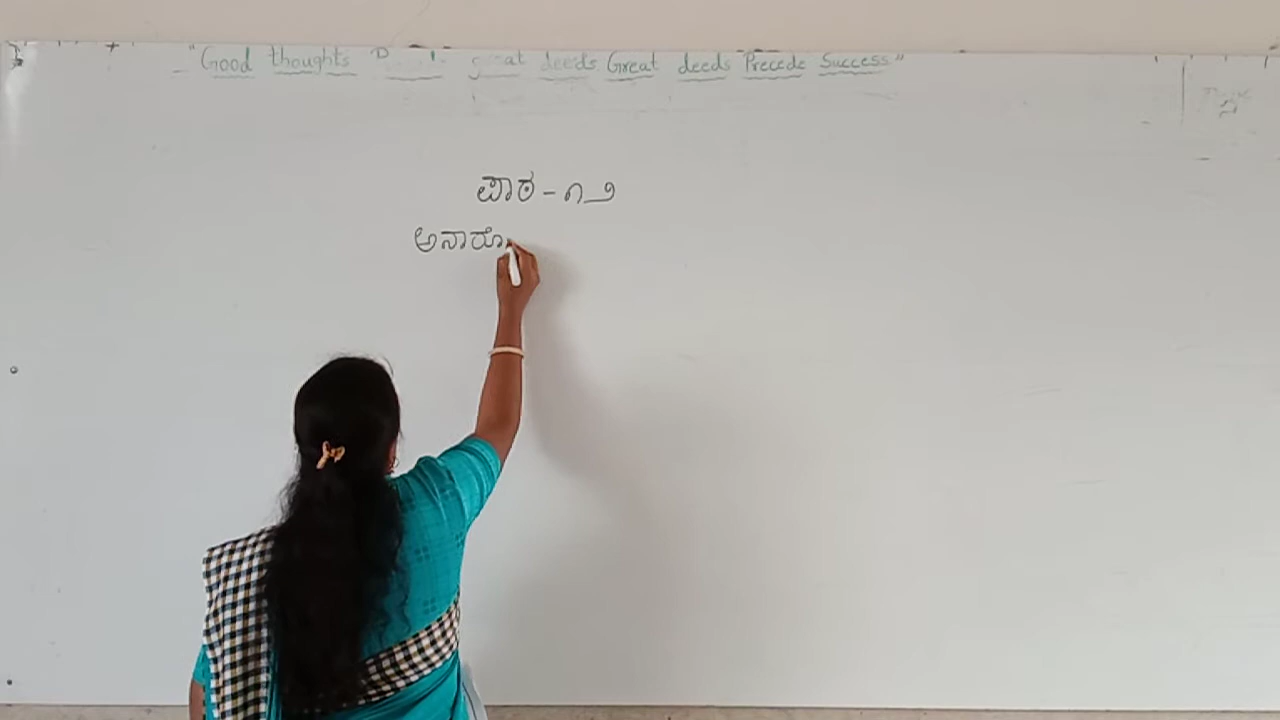 "Good thoughts great deeds Great deeds Precede Success"
ಪಾಠ - ೧೨
ಅನಾರೋ